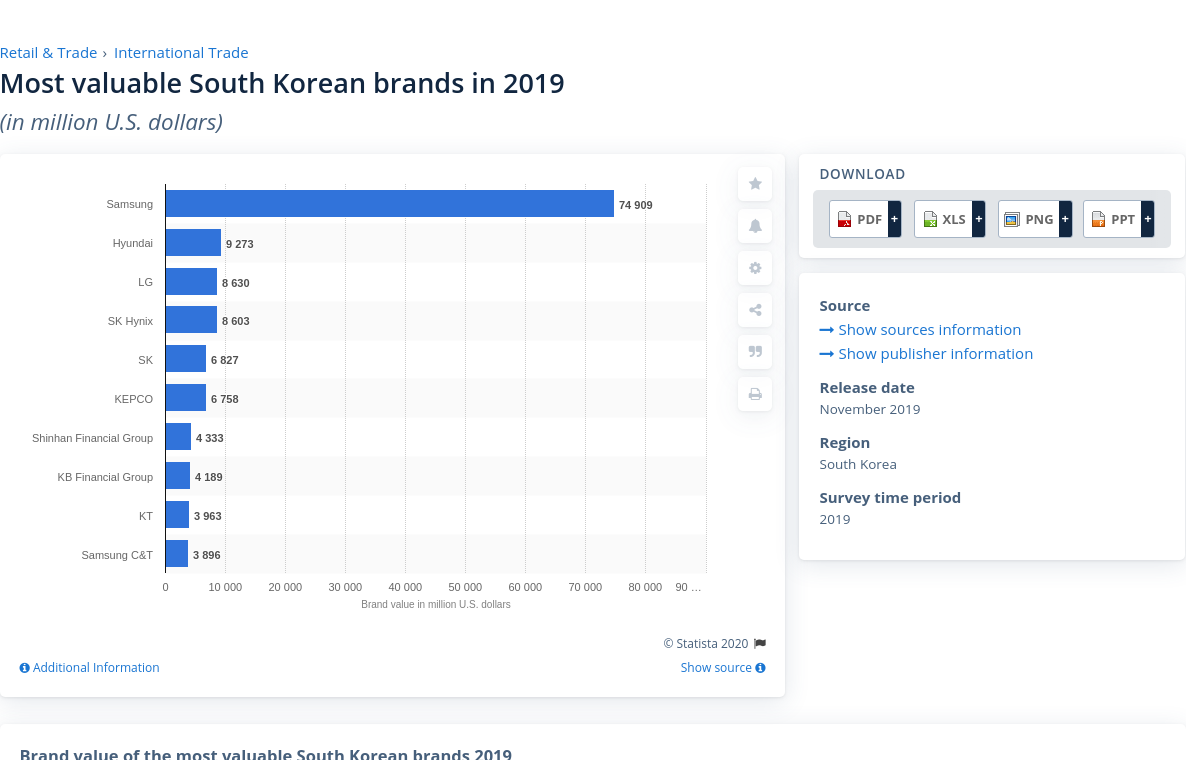 Retail & Trade › International Trade
Most valuable South Korean brands in 2019
(in million U.S. dollars)
Samsung 74 909
Hyundai 9 273
LG 8 630
SK Hynix 8 603
SK 6 827
KEPCO 6 758
Shinhan Financial Group 4 333
KB Financial Group 4 189
KT 3 963
Samsung C&T 3 896
0 10 000 20 000 30 000 40 000 50 000 60 000 70 000 80 000 90 …
Brand value in million U.S. dollars
© Statista 2020
Additional Information
Show source
DOWNLOAD
PDF + XLS + PNG + PPT +
Source
Show sources information
Show publisher information
Release date
November 2019
Region
South Korea
Survey time period
2019
Brand value of the most valuable South Korean brands 2019